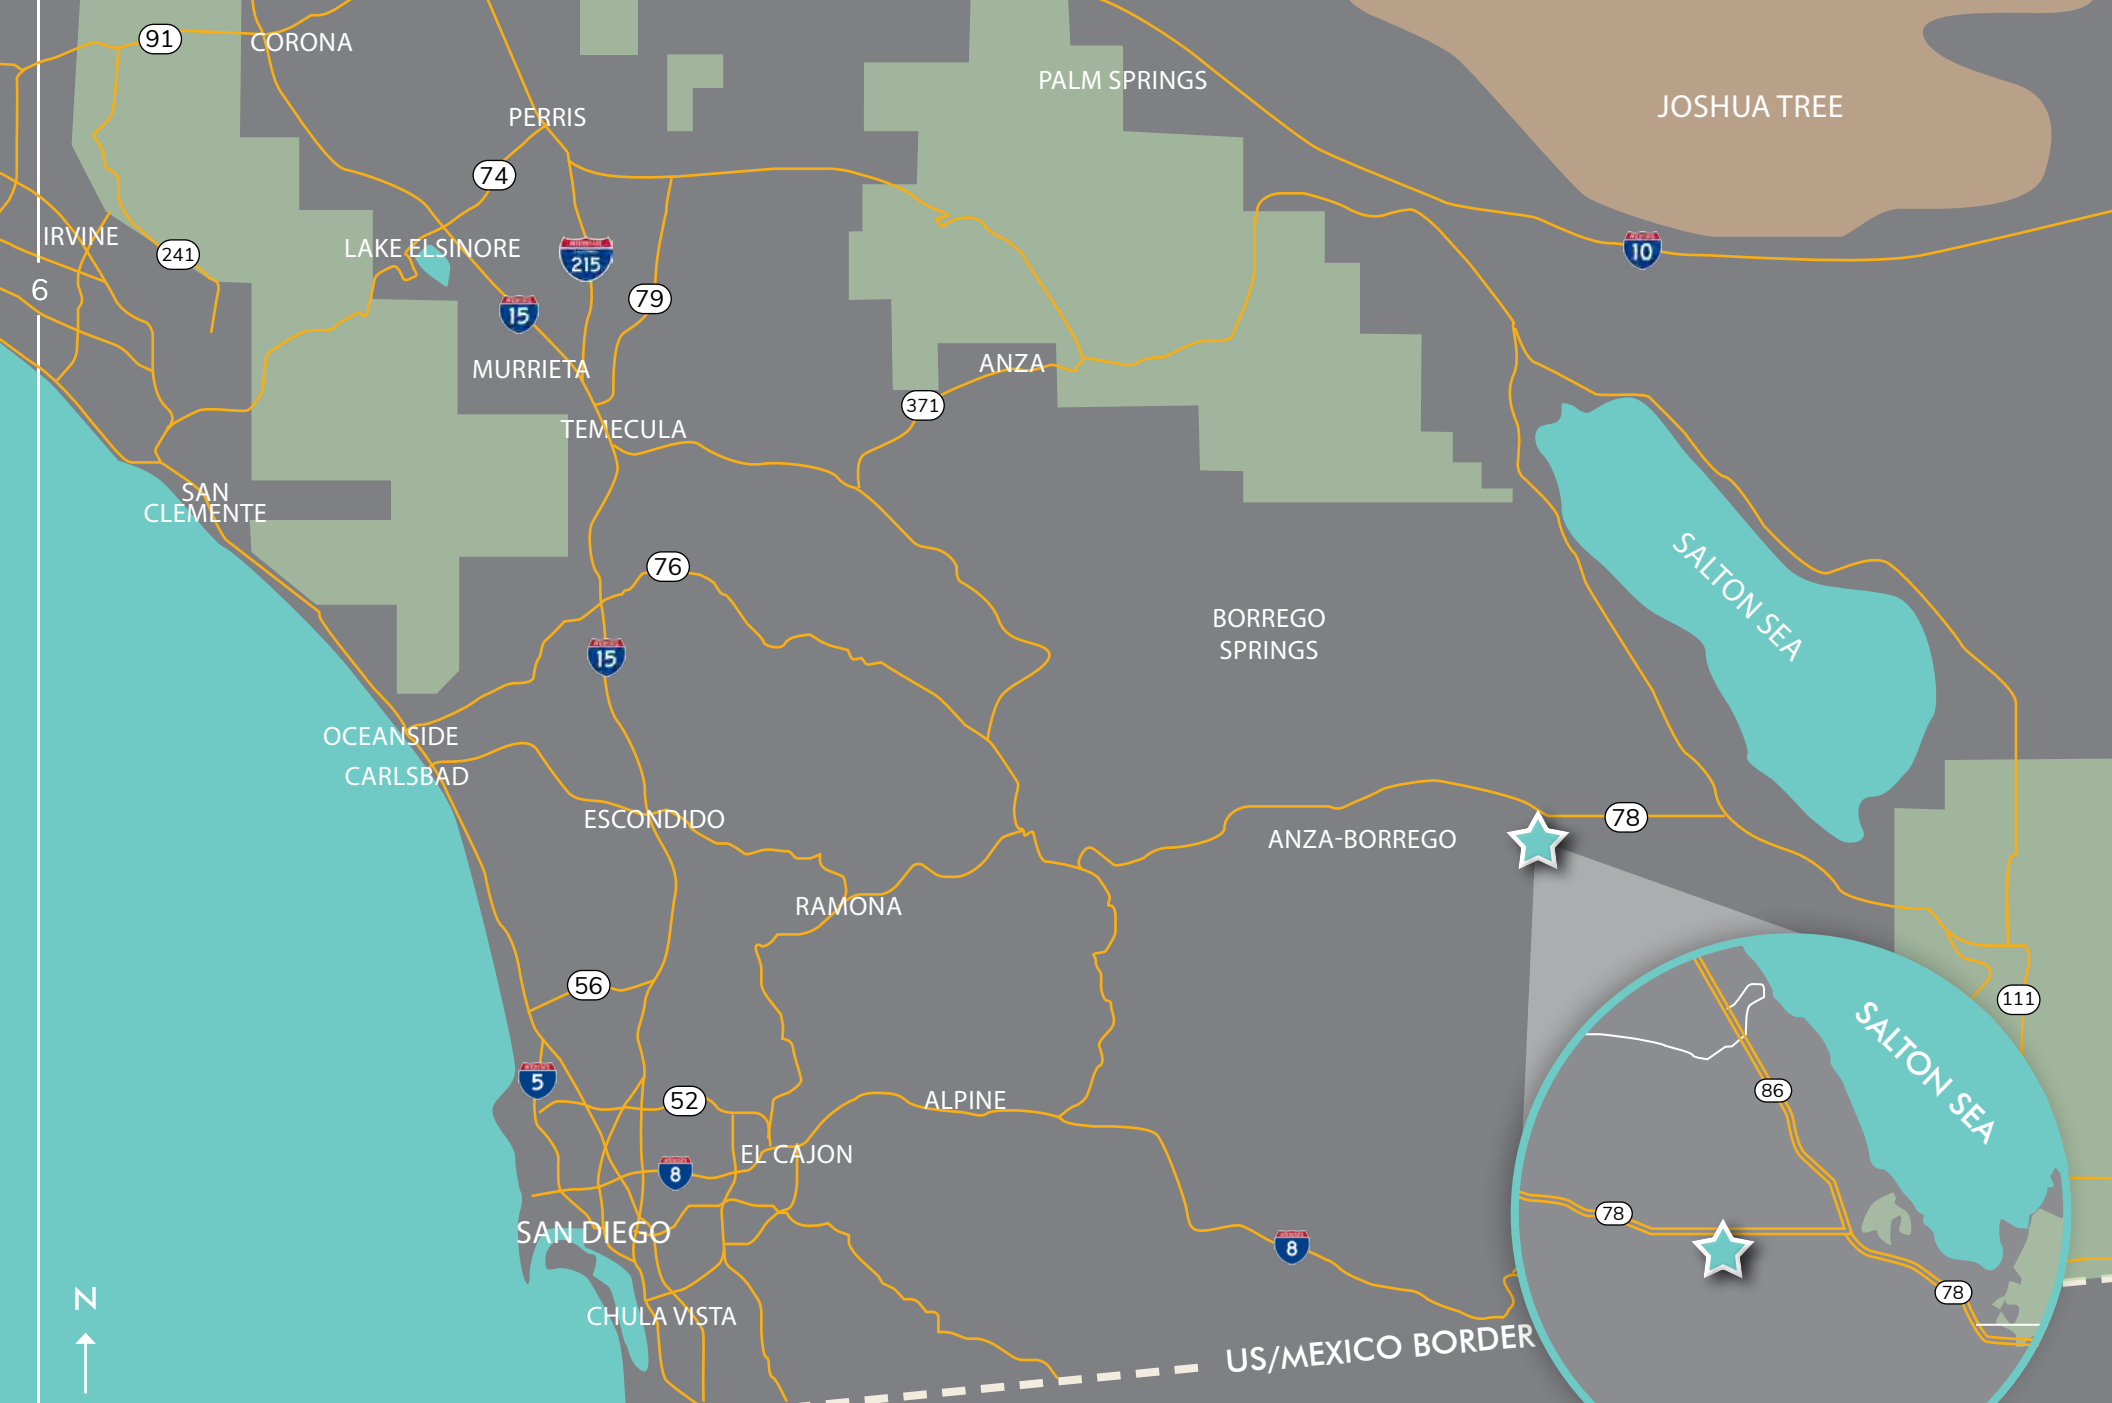 91
CORONA
PALM SPRINGS
JOSHUA TREE
PERRIS
74
IRVINE
241
LAKE ELSINORE
215
10
6
15
79
MURRIETA
ANZA
371
TEMECULA
SAN
CLEMENTE
76
SALTON SEA
BORREGO
SPRINGS
15
OCEANSIDE
CARLSBAD
ESCONDIDO
78
ANZA-BORREGO
RAMONA
56
111
SALTON SEA
5
52
ALPINE
86
EL CAJON
8
78
SAN DIEGO
8
78
N
CHULA VISTA
US/MEXICO BORDER